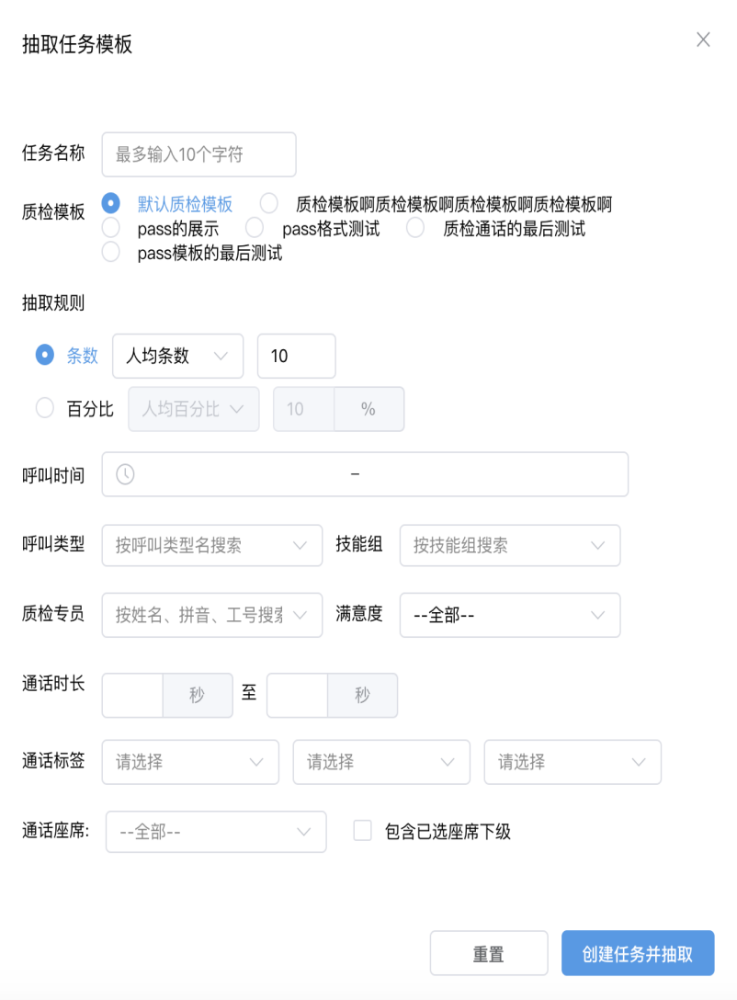 抽取任务模板
任务名称 最多输入10个字符
质检模板 默认质检模板 质检模板啊质检模板啊质检模板啊质检模板啊
pass的展示 pass格式测试 质检通话的最后测试
pass模板的最后测试
抽取规则
条数 人均条数 10
百分比 人均百分比 10 %
呼叫时间 –
呼叫类型 按呼叫类型名搜索 技能组 按技能组搜索
质检专员 按姓名、拼音、工号搜 满意度 --全部--
通话时长 秒 至 秒
通话标签 请选择 请选择 请选择
通话座席: --全部-- 包含已选座席下级
重置 创建任务并抽取